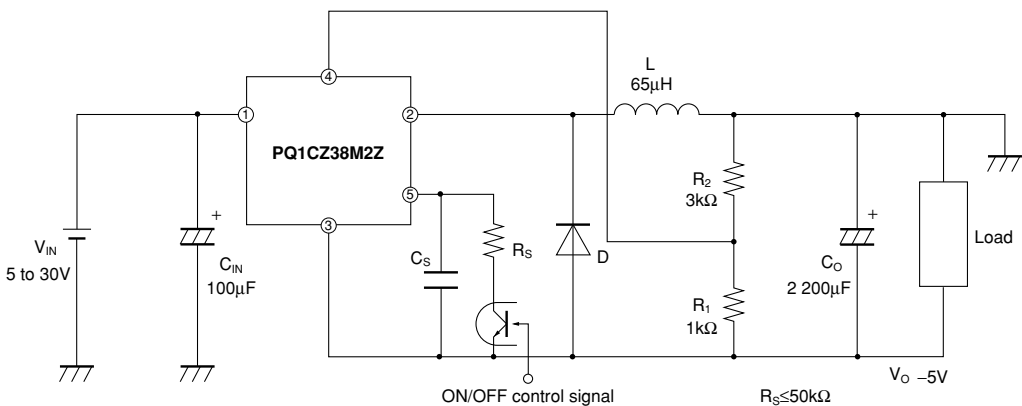 ④
L
65μH
①
②
PQ1CZ38M2Z
R₂
3kΩ
⑤
③
+
+
VIN
5 to 30V
CIN
100μF
CS
RS
D
CO
2 200μF
Load
R₁
1kΩ
VO –5V
ON/OFF control signal
RS≤50kΩ